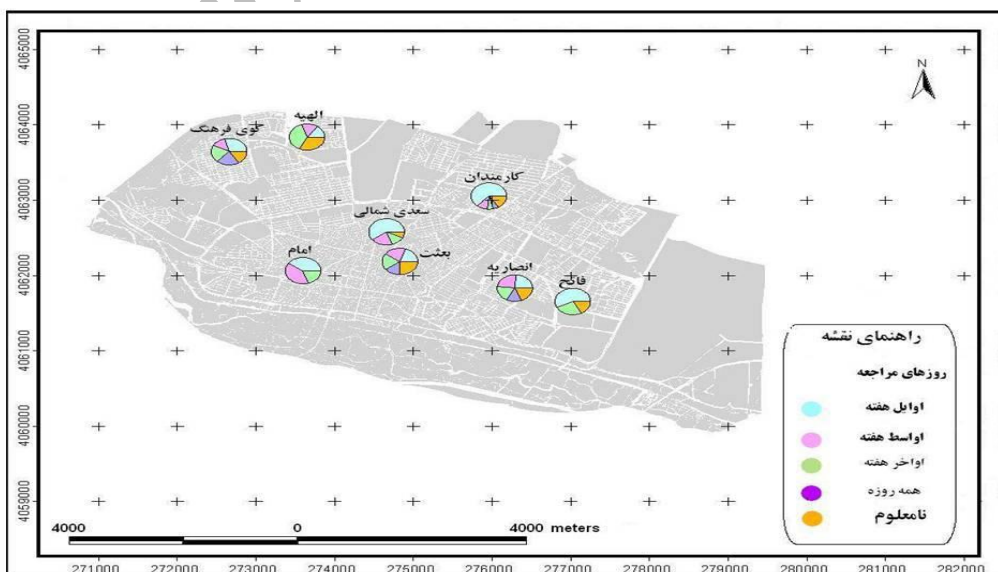 N
4065000
4064000
4063000
4062000
4061000
4060000
4059000
الهیه
کوی فرهنگ
کارمندان
سعدی شمالی
بعثت
امام
انصاریه
فاتح
راهنمای نقشه
روزهای مراجعه
اوایل هفته
اواسط هفته
اواخر هفته
همه روزه
نامعلوم
4000 0 4000 meters
271000 272000 273000 274000 275000 276000 277000 278000 279000 280000 281000 282000